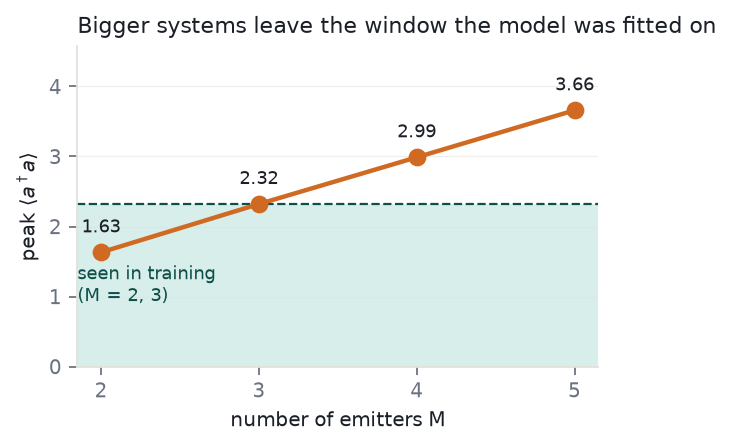 Bigger systems leave the window the model was fitted on
peak ⟨a†a⟩
4
3
2
1
0
3.66
2.99
2.32
1.63
seen in training
(M = 2, 3)
2
3
4
5
number of emitters M